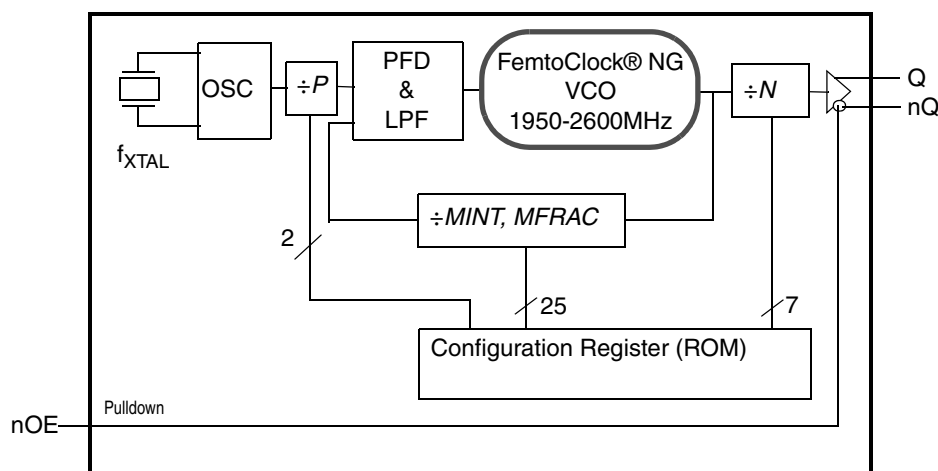 OSC
÷P
PFD
&
LPF
FemtoClock® NG
VCO
1950-2600MHz
÷N
Q
nQ
fXTAL
÷MINT, MFRAC
2
25
7
Configuration Register (ROM)
Pulldown
nOE